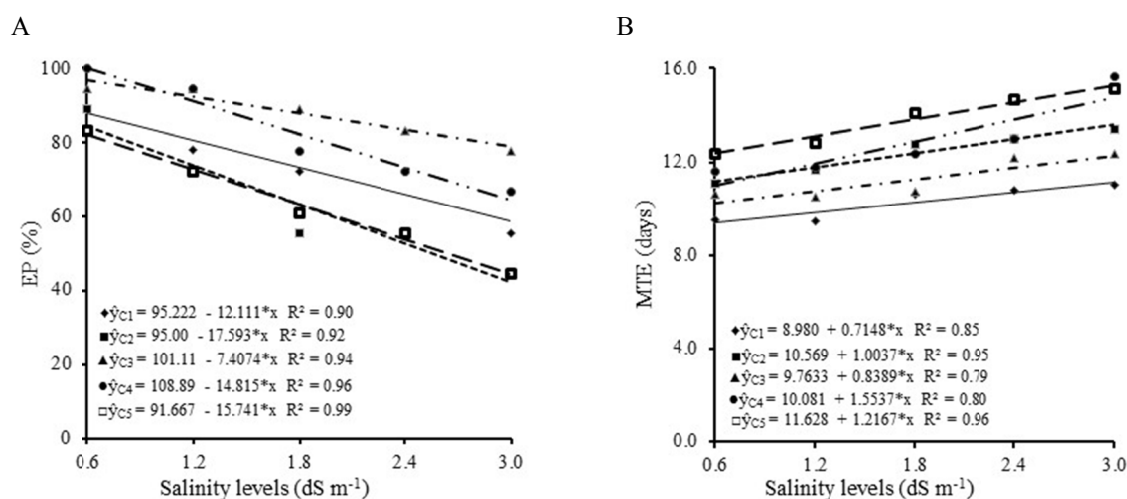 A
100
80
60
40
20
0
EP (%)
ŷC1 = 95.222 - 12.111*x R² = 0.90
ŷC2 = 95.00 - 17.593*x R² = 0.92
ŷC3 = 101.11 - 7.4074*x R² = 0.94
ŷC4 = 108.89 - 14.815*x R² = 0.96
ŷC5 = 91.667 - 15.741*x R² = 0.99
0.6 1.2 1.8 2.4 3.0
Salinity levels (dS m⁻¹)
B
16.0
12.0
8.0
4.0
0.0
MTE (days)
ŷC1 = 8.980 + 0.7148*x R² = 0.85
ŷC2 = 10.569 + 1.0037*x R² = 0.95
ŷC3 = 9.7633 + 0.8389*x R² = 0.79
ŷC4 = 10.081 + 1.5537*x R² = 0.80
ŷC5 = 11.628 + 1.2167*x R² = 0.96
0.6 1.2 1.8 2.4 3.0
Salinity levels (dS m⁻¹)